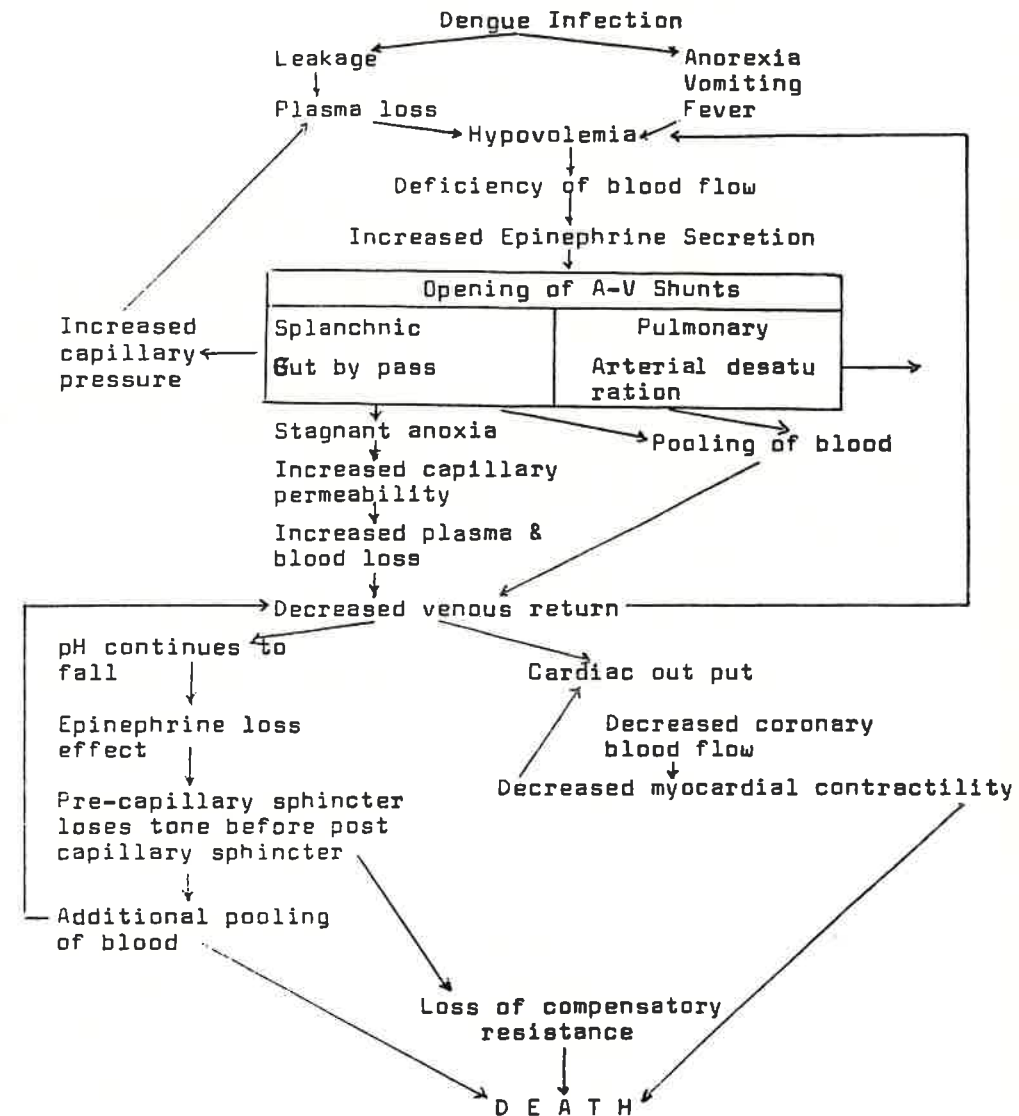 Dengue Infection
Leakage
Anorexia
Vomiting
Fever
Plasma loss
Hypovolemia
Deficiency of blood flow
Increased Epinephrine Secretion
Opening of A-V Shunts
Splanchnic
Gut by pass
Pulmonary
Arterial desatu
ration
Increased
capillary
pressure
Stagnant anoxia
Pooling of blood
Increased capillary
permeability
Increased plasma &
blood loss
Decreased venous return
pH continues to
fall
Cardiac out put
Epinephrine loss
effect
Decreased coronary
blood flow
Decreased myocardial contractility
Pre-capillary sphincter
loses tone before post
capillary sphincter
Additional pooling
of blood
Loss of compensatory
resistance
D E A T H